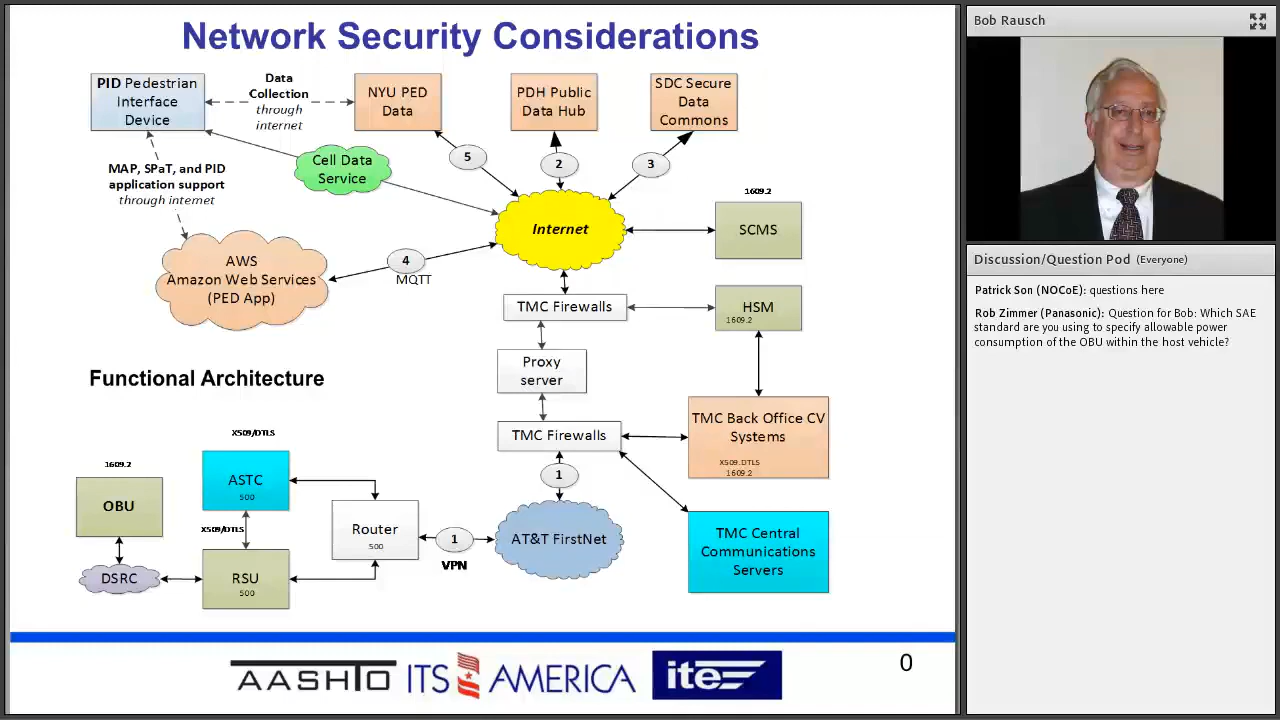 Network Security Considerations
PID Pedestrian
Interface
Device
Data
Collection
through
internet
NYU PED
Data
PDH Public
Data Hub
SDC Secure
Data
Commons
Cell Data
Service
5
2
3
MAP, SPaT, and PID
application support
through internet
1609.2
Internet
SCMS
AWS
Amazon Web Services
(PED App)
4
MQTT
TMC Firewalls
HSM
1609.2
Proxy
server
Functional Architecture
TMC Firewalls
TMC Back Office CV
Systems
X509.DTLS
1609.2
X509/DTLS
1609.2
ASTC
500
1
OBU
X509/DTLS
Router
500
1
VPN
AT&T FirstNet
TMC Central
Communications
Servers
DSRC
RSU
500
AASHTO ITS AMERICA ite
0
Bob Rausch
Discussion/Question Pod (Everyone)
Patrick Son (NOCoE): questions here
Rob Zimmer (Panasonic): Question for Bob: Which SAE
standard are you using to specify allowable power
consumption of the OBU within the host vehicle?